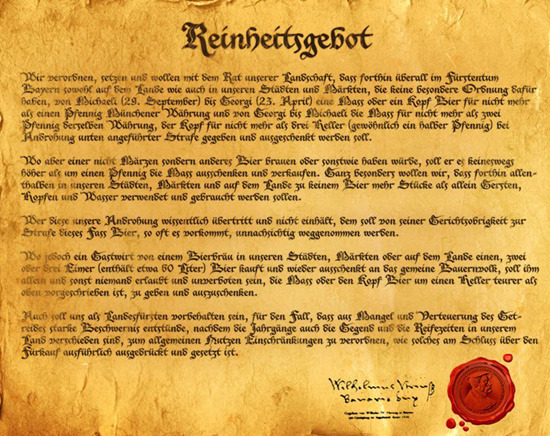 Reinheitsgebot
Wir verordnen, setzen und wollen mit dem Rat unserer Landschaft, dass forthin überall im Fürstentum
Bayern sowohl auf dem Lande wie auch in unseren Städten und Märkten, die keine besondere Ordnung dafür
haben, von Michaeli (29. September) bis Georgi (23. April) eine Mass oder ein Kopf Bier für nicht mehr
als einen Pfennig Münchener Währung und von Georgi bis Michaeli die Mass für nicht mehr als zwei
Pfennig derselben Währung, der Kopf für nicht mehr als drei Heller (gewöhnlich ein halber Pfennig) bei
Androhung unten angeführter Strafe gegeben und ausgeschenkt werden soll.
Wo aber einer nicht Märzen sondern anderes Bier brauen oder sonstwie haben würde, soll er es keineswegs
höher als um einen Pfennig die Mass ausschenken und verkaufen. Ganz besonders wollen wir, dass forthin allen-
thalben in unseren Städten, Märkten und auf dem Lande zu keinem Bier mehr Stücke als allein Gersten,
Hopfen und Wasser verwendet und gebraucht werden sollen.
Wer diese unsere Androhung wissentlich übertritt und nicht einhält, dem soll von seiner Gerichtsobrigkeit zur
Strafe dieses Fass Bier, so oft es vorkommt, unnachsichtig weggenommen werden.
Wo jedoch ein Gastwirt von einem Bierbräu in unseren Städten, Märkten oder auf dem Lande einen, zwei
oder drei Eimer (enthält etwa 60 Liter) Bier kauft und wieder ausschenkt an das gemeine Bauernvolk, soll ihm
allein und sonst niemand erlaubt und unverboten sein, die Mass oder den Kopf Bier um einen Heller teurer als
oben vorgeschrieben ist, zu geben und auszuschenken.
Auch soll uns als Landesfürsten vorbehalten sein, für den Fall, dass aus Mangel und Verteuerung des Get-
reides starke Beschwernis entstünde, nachdem die Jahrgänge auch die Gegend und die Reifezeiten in unserem
Land verschieden sind, zum allgemeinen Nutzen Einschränkungen zu verordnen, wie solches am Schluss über den
Fürkauf ausführlich ausgedrückt und gesetzt ist.
Wilhelmus
dux